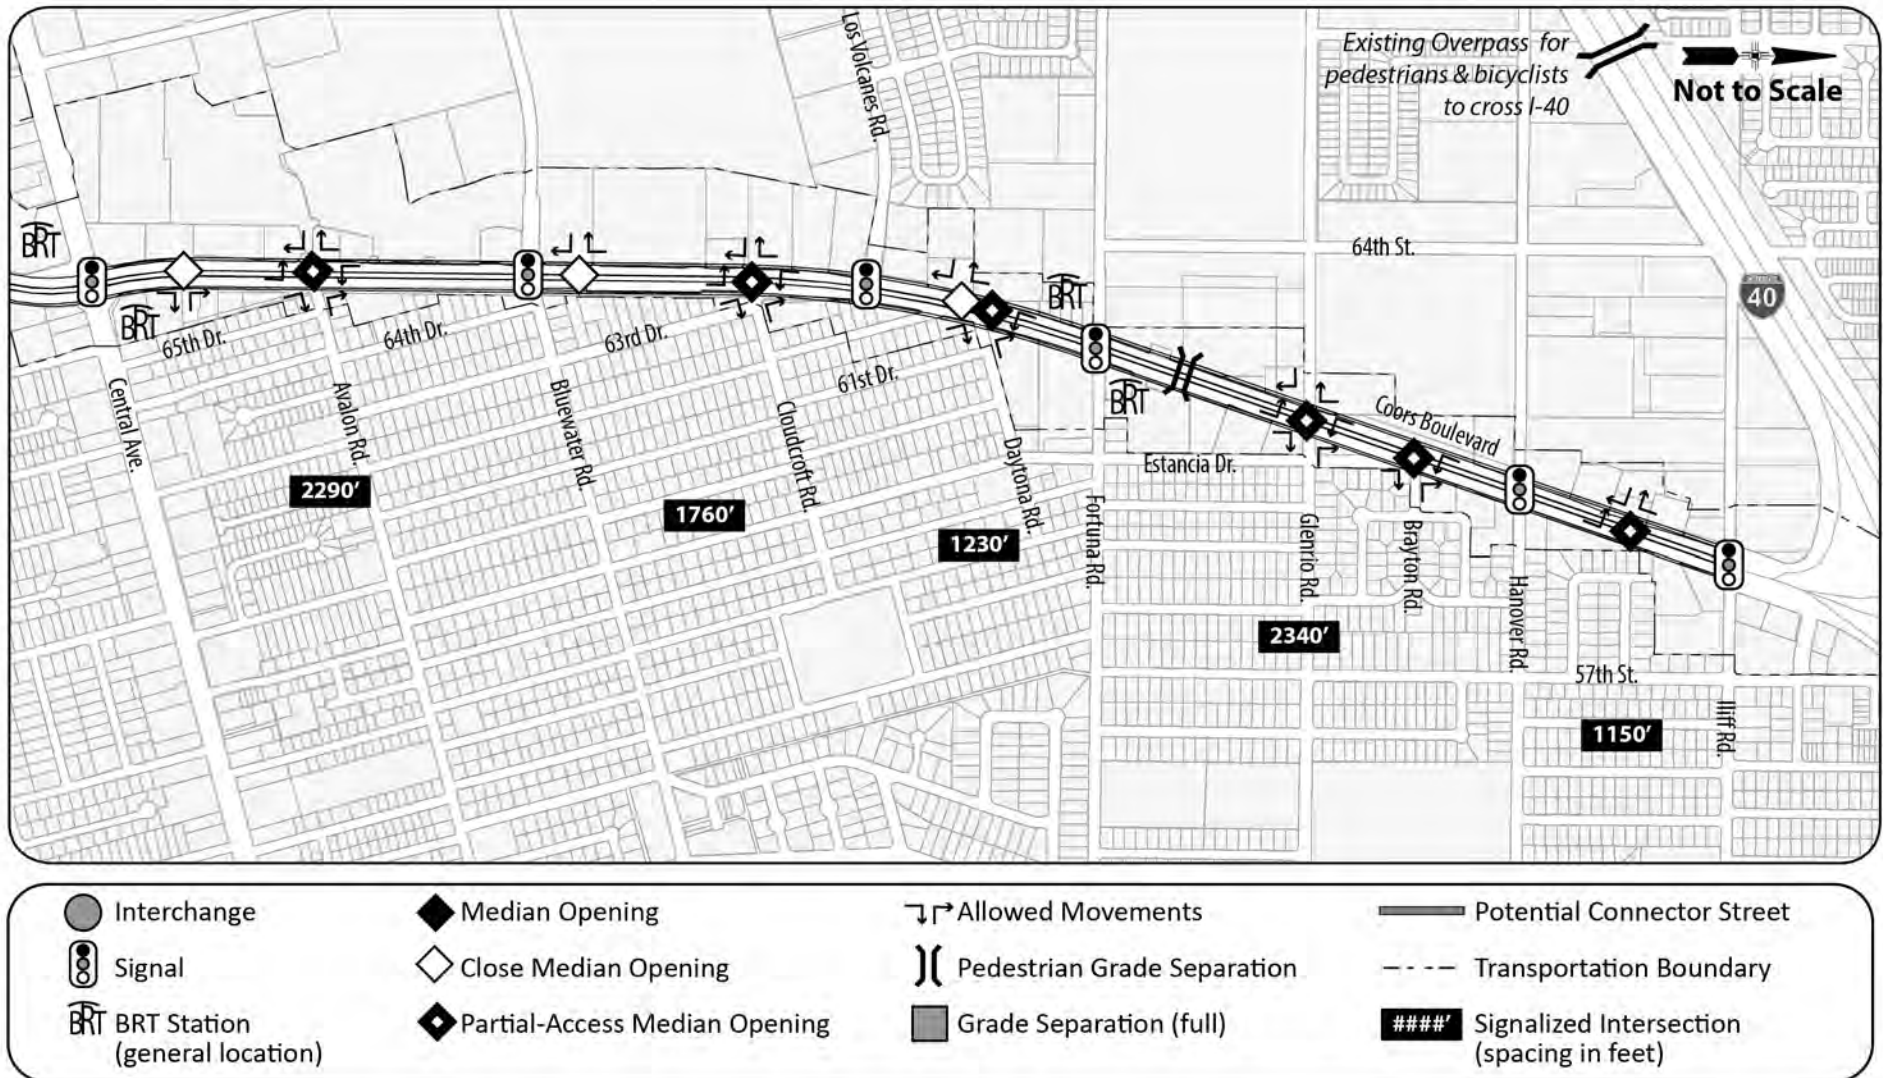 Los Volcanes Rd.
Existing Overpass for
pedestrians & bicyclists
to cross I-40
Not to Scale
BRT
64th St.
40
BRT
BRT
65th Dr.
64th Dr.
63rd Dr.
61st Dr.
BRT
Coors Boulevard
Central Ave.
Avalon Rd.
Bluewater Rd.
Cloudcroft Rd.
Daytona Rd.
Estancia Dr.
Fortuna Rd.
Glenrio Rd.
Brayton Rd.
Hanover Rd.
2290'
1760'
1230'
2340'
57th St.
1150'
Iliff Rd.
Interchange
Signal
BRT BRT Station
(general location)
Median Opening
Close Median Opening
Partial-Access Median Opening
Allowed Movements
Pedestrian Grade Separation
Grade Separation (full)
Potential Connector Street
Transportation Boundary
####' Signalized Intersection
(spacing in feet)